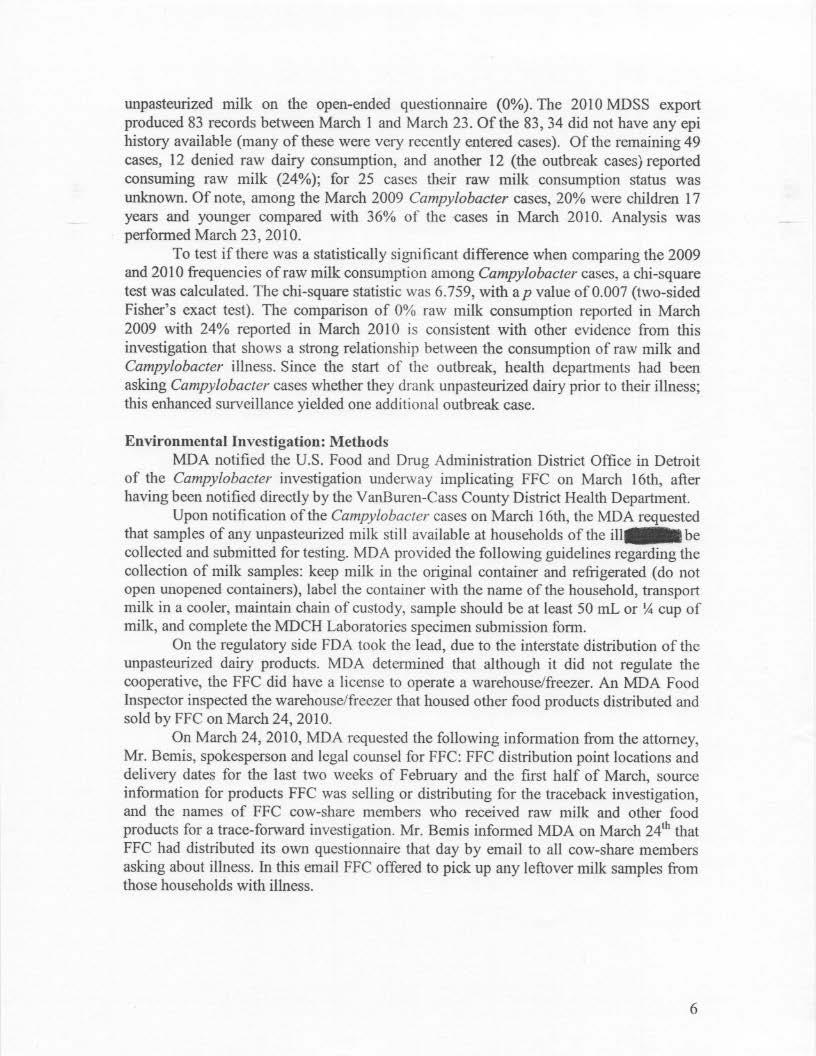 unpasteurized milk on the open-ended questionnaire (0%). The 2010 MDSS export
produced 83 records between March 1 and March 23. Of the 83, 34 did not have any epi
history available (many of these were very recently entered cases). Of the remaining 49
cases, 12 denied raw dairy consumption, and another 12 (the outbreak cases) reported
consuming raw milk (24%); for 25 cases their raw milk consumption status was
unknown. Of note, among the March 2009 Campylobacter cases, 20% were children 17
years and younger compared with 36% of the cases in March 2010. Analysis was
performed March 23, 2010.
To test if there was a statistically significant difference when comparing the 2009
and 2010 frequencies of raw milk consumption among Campylobacter cases, a chi-square
test was calculated. The chi-square statistic was 6.759, with a p value of 0.007 (two-sided
Fisher's exact test). The comparison of 0% raw milk consumption reported in March
2009 with 24% reported in March 2010 is consistent with other evidence from this
investigation that shows a strong relationship between the consumption of raw milk and
Campylobacter illness. Since the start of the outbreak, health departments had been
asking Campylobacter cases whether they drank unpasteurized dairy prior to their illness;
this enhanced surveillance yielded one additional outbreak case.
Environmental Investigation: Methods
MDA notified the U.S. Food and Drug Administration District Office in Detroit
of the Campylobacter investigation underway implicating FFC on March 16th, after
having been notified directly by the VanBuren-Cass County District Health Department.
Upon notification of the Campylobacter cases on March 16th, the MDA requested
that samples of any unpasteurized milk still available at households of the ill be
collected and submitted for testing. MDA provided the following guidelines regarding the
collection of milk samples: keep milk in the original container and refrigerated (do not
open unopened containers), label the container with the name of the household, transport
milk in a cooler, maintain chain of custody, sample should be at least 50 mL or ¼ cup of
milk, and complete the MDCH Laboratories specimen submission form.
On the regulatory side FDA took the lead, due to the interstate distribution of the
unpasteurized dairy products. MDA determined that although it did not regulate the
cooperative, the FFC did have a license to operate a warehouse/freezer. An MDA Food
Inspector inspected the warehouse/freezer that housed other food products distributed and
sold by FFC on March 24, 2010.
On March 24, 2010, MDA requested the following information from the attorney,
Mr. Bemis, spokesperson and legal counsel for FFC: FFC distribution point locations and
delivery dates for the last two weeks of February and the first half of March, source
information for products FFC was selling or distributing for the traceback investigation,
and the names of FFC cow-share members who received raw milk and other food
products for a trace-forward investigation. Mr. Bemis informed MDA on March 24th that
FFC had distributed its own questionnaire that day by email to all cow-share members
asking about illness. In this email FFC offered to pick up any leftover milk samples from
those households with illness.
6